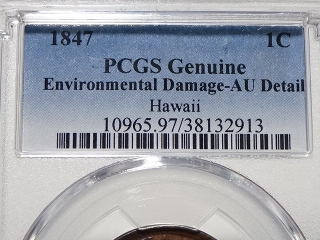 1847 1C
PCGS Genuine
Environmental Damage-AU Detail
Hawaii
10965.97/38132913